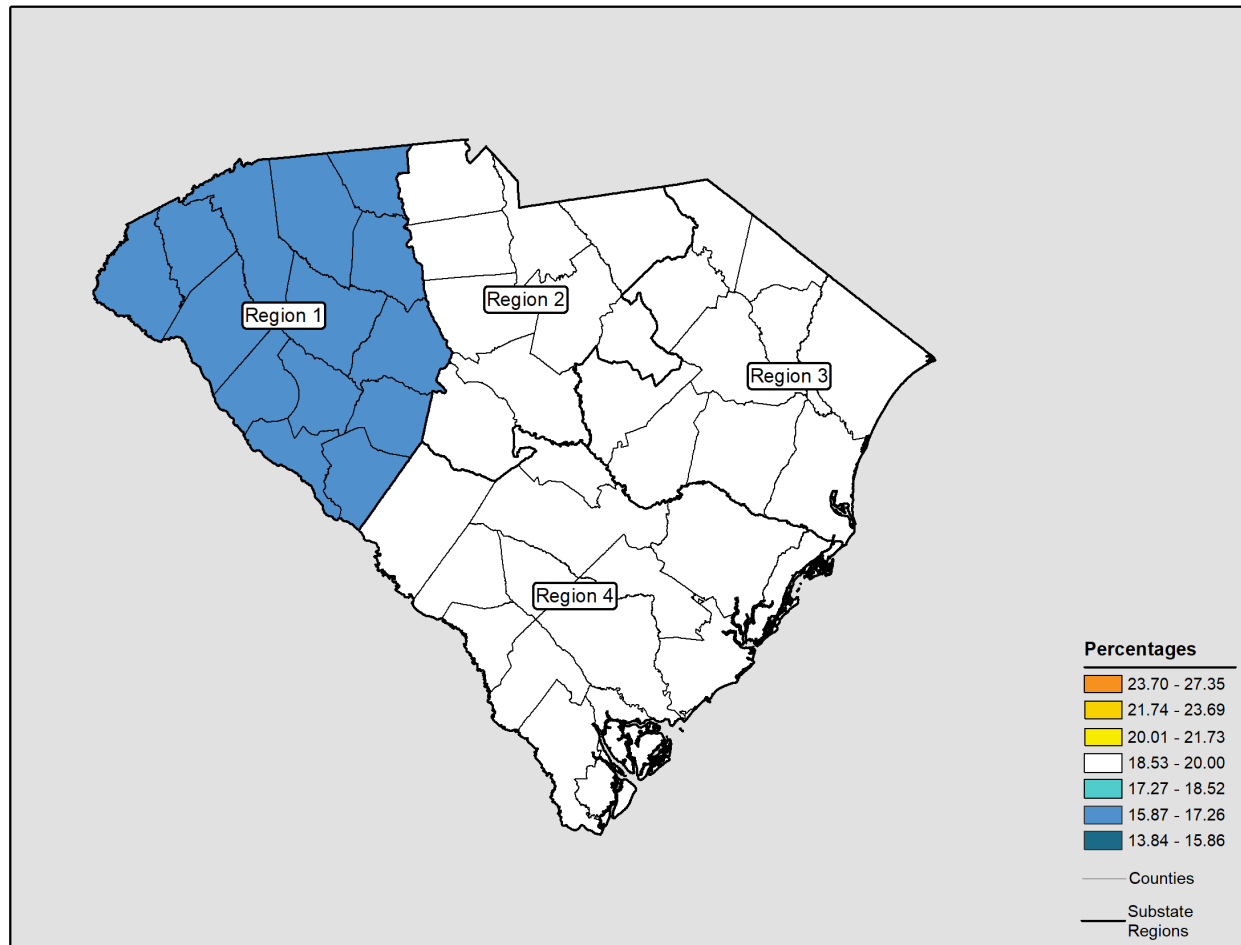 Region 1
Region 2
Region 3
Region 4
Percentages
23.70 - 27.35
21.74 - 23.69
20.01 - 21.73
18.53 - 20.00
17.27 - 18.52
15.87 - 17.26
13.84 - 15.86
Counties
Substate
Regions